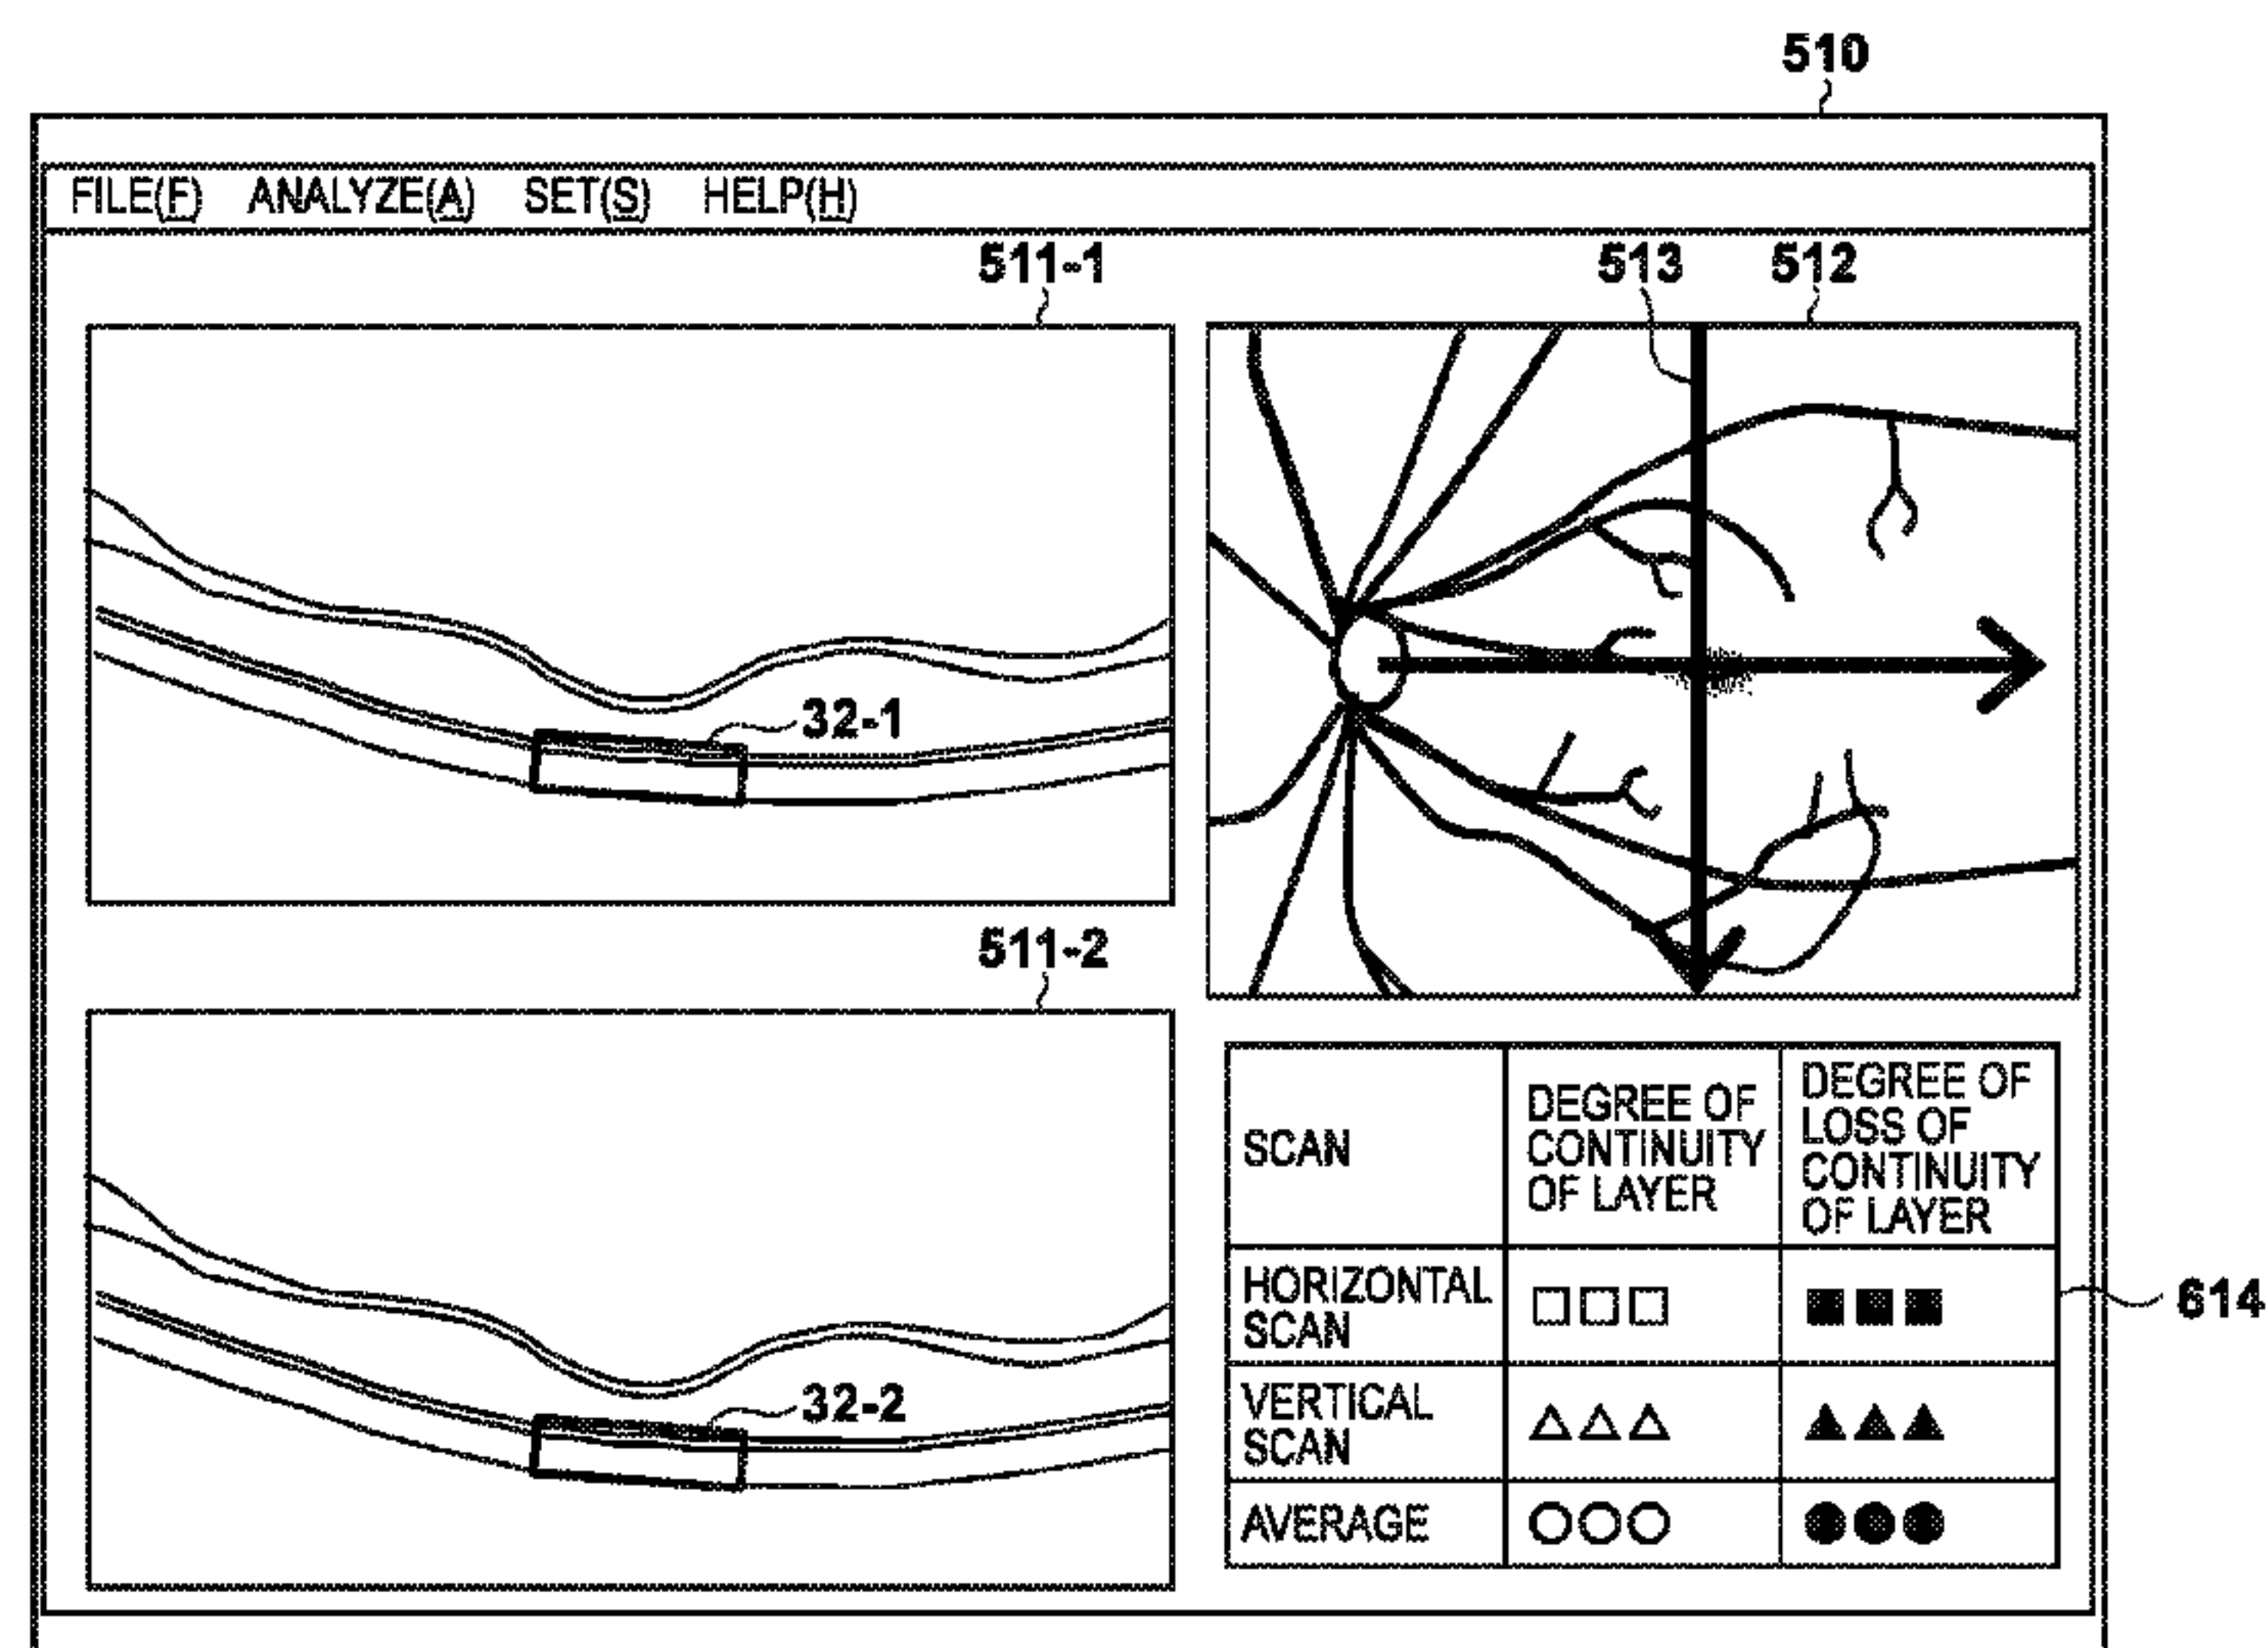 510
FILE(F) ANALYZE(A) SET(S) HELP(H)
511-1
513
512
32-1
511-2
32-2
SCAN
DEGREE OF
CONTINUITY
OF LAYER
DEGREE OF
LOSS OF
CONTINUITY
OF LAYER
HORIZONTAL
SCAN
614
VERTICAL
SCAN
AVERAGE